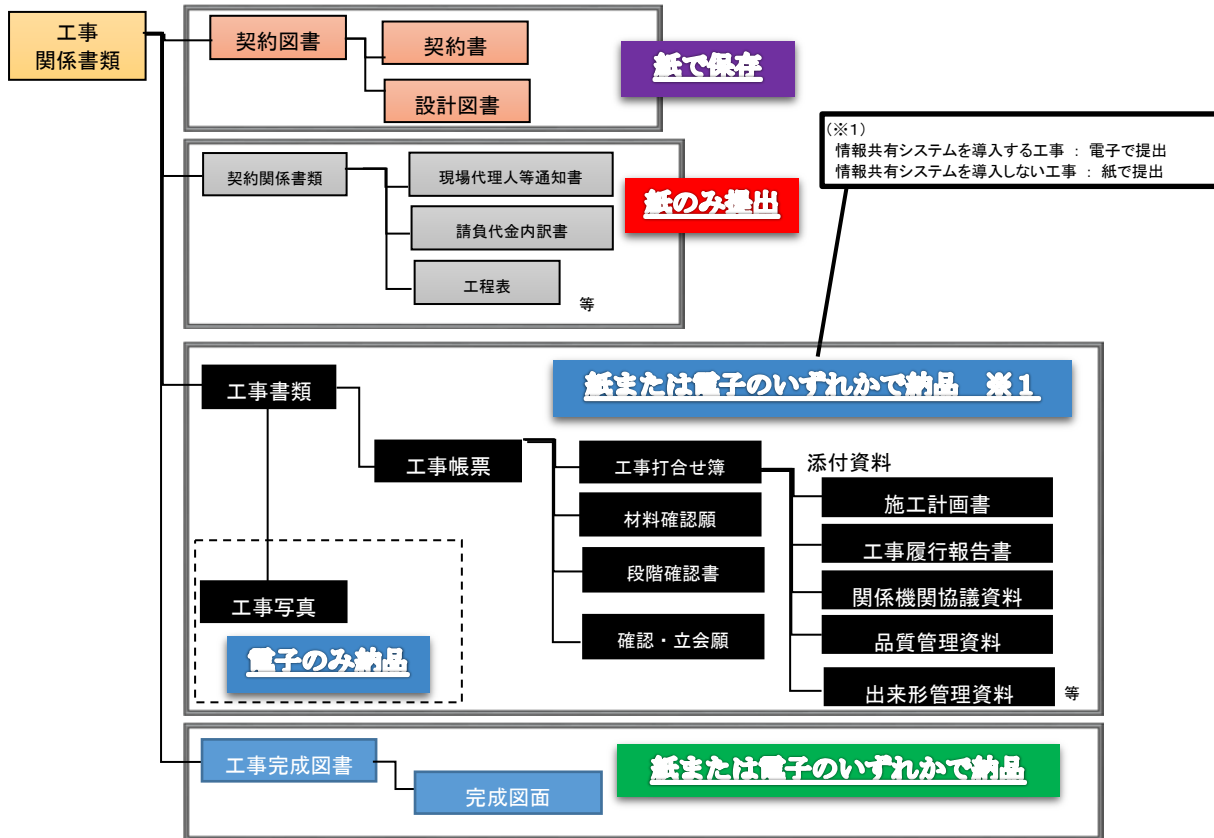 工事
関係書類
契約図書
契約書
設計図書
紙で保存
契約関係書類
現場代理人等通知書
請負代金内訳書
工程表
等
紙のみ提出
(※1)
情報共有システムを導入する工事 : 電子で提出
情報共有システムを導入しない工事 : 紙で提出
紙または電子のいずれかで納品 ※1
工事書類
工事帳票
工事打合せ簿
材料確認願
段階確認書
確認・立会願
添付資料
施工計画書
工事履行報告書
関係機関協議資料
品質管理資料
出来形管理資料
等
工事写真
電子のみ納品
工事完成図書
完成図面
紙または電子のいずれかで納品